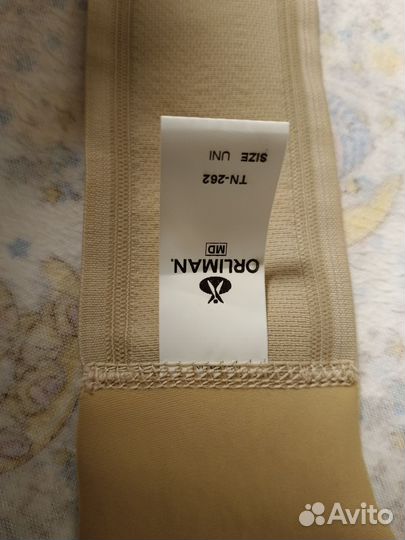 ORLIMAN.
MD
TN-262
SIZE UNI
Avito